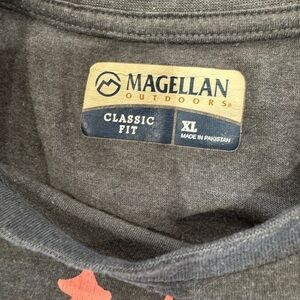 MAGELLAN
OUTDOORS®
CLASSIC
FIT
XL
MADE IN PAKISTAN